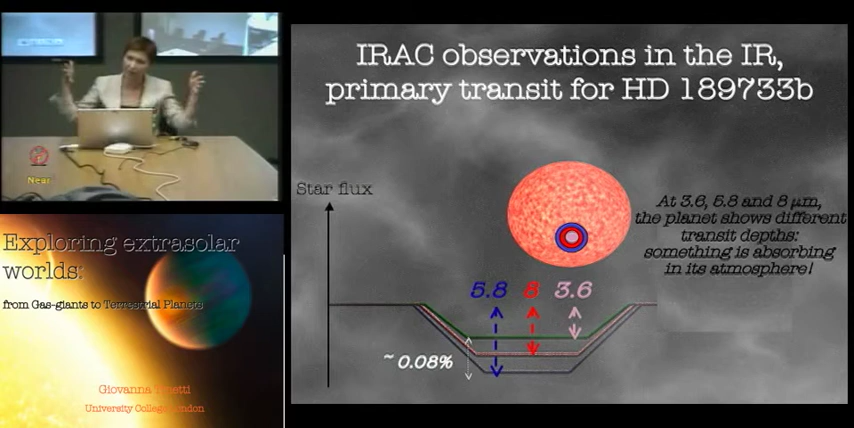 Near
Exploring extrasolar
worlds:
from Gas-giants to Terrestrial Planets
Giovanna Tinetti
University College London
IRAC observations in the IR,
primary transit for HD 189733b
Star flux
At 3.6, 5.8 and 8 μm,
the planet shows different
transit depths:
something is absorbing
in its atmosphere!
5.8 8 3.6
~ 0.08%